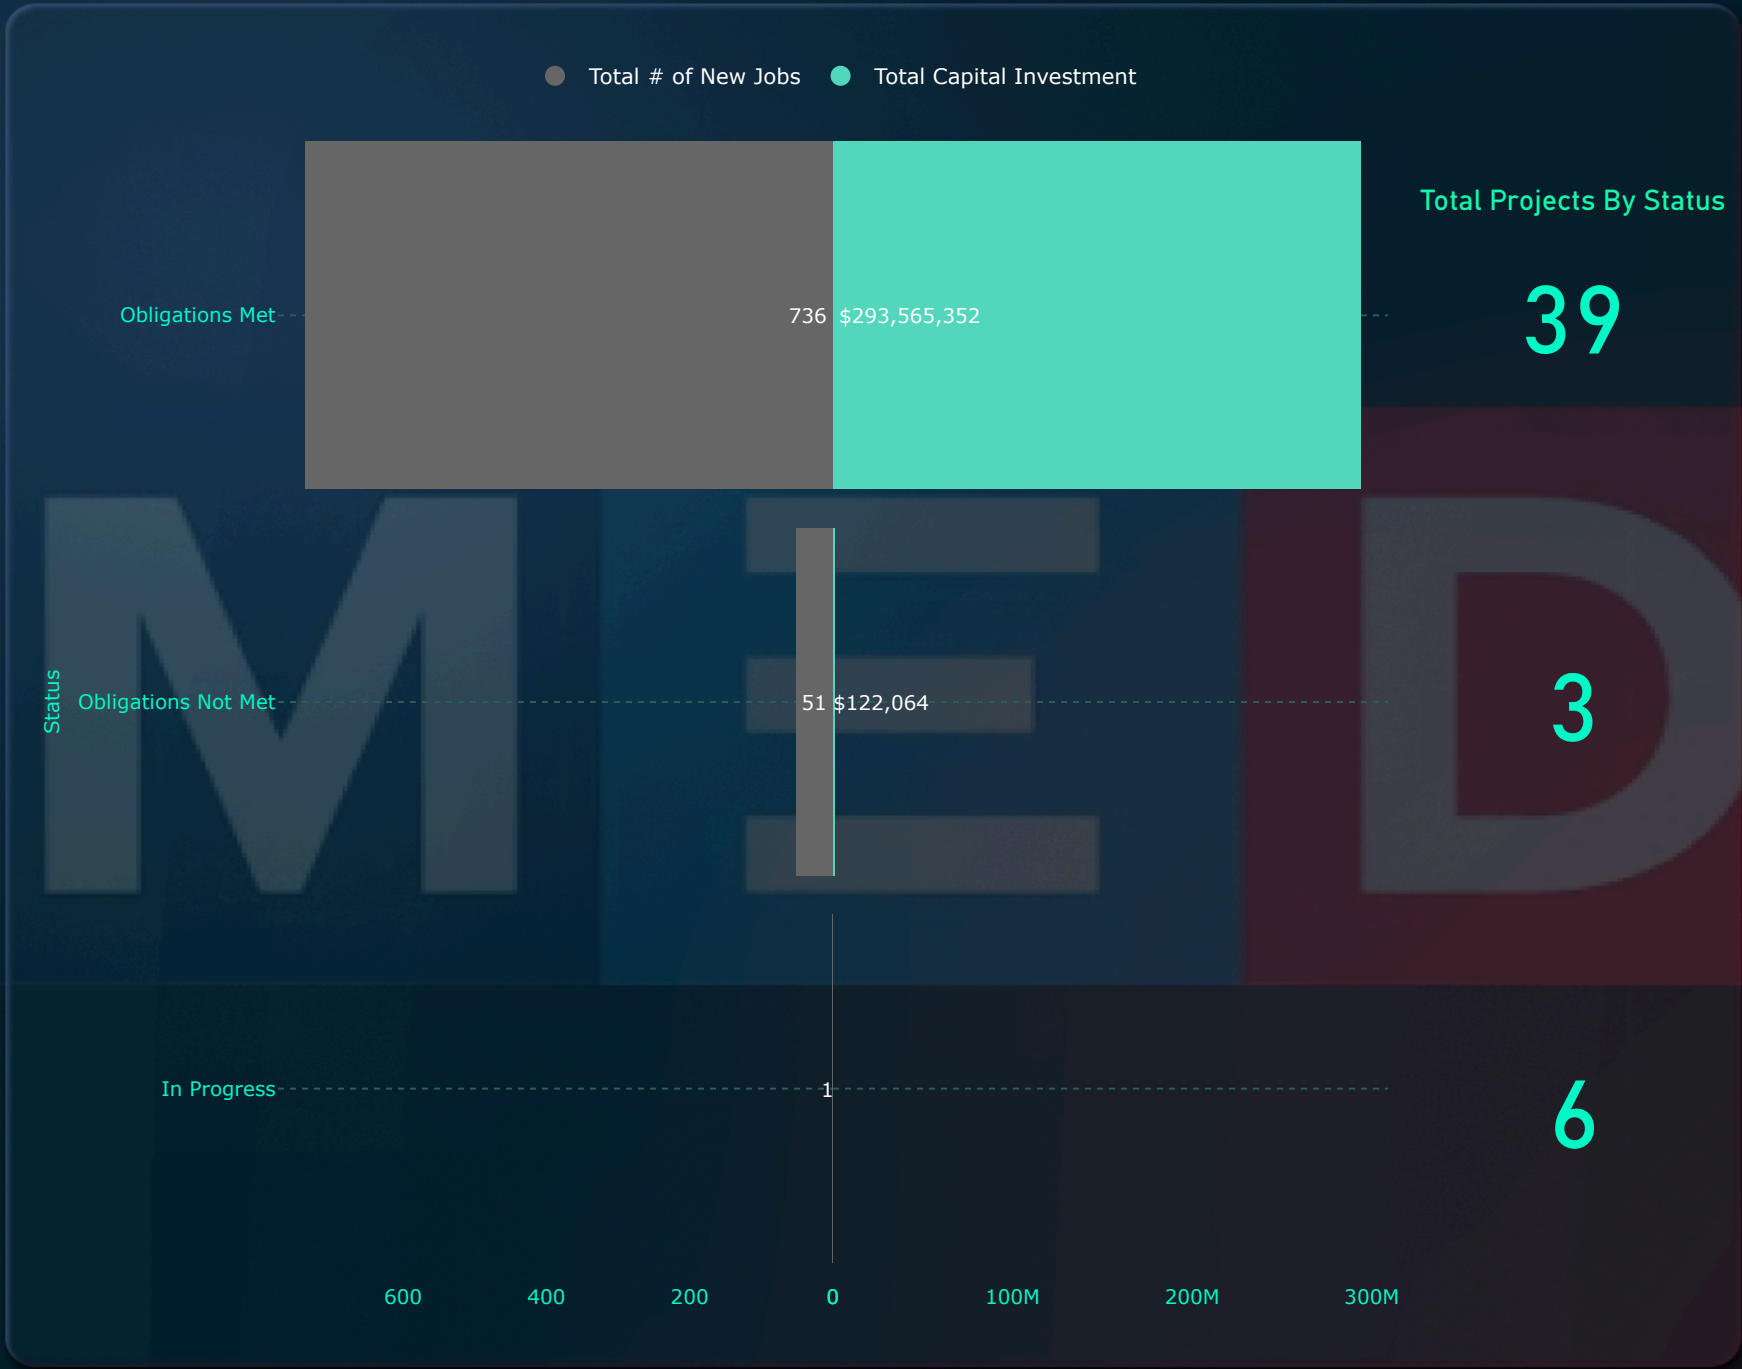 Total # of New Jobs
Total Capital Investment
Total Projects By Status
Obligations Met
736
$293,565,352
39
Status
Obligations Not Met
51
$122,064
3
MED
In Progress
1
6
600
400
200
0
100M
200M
300M